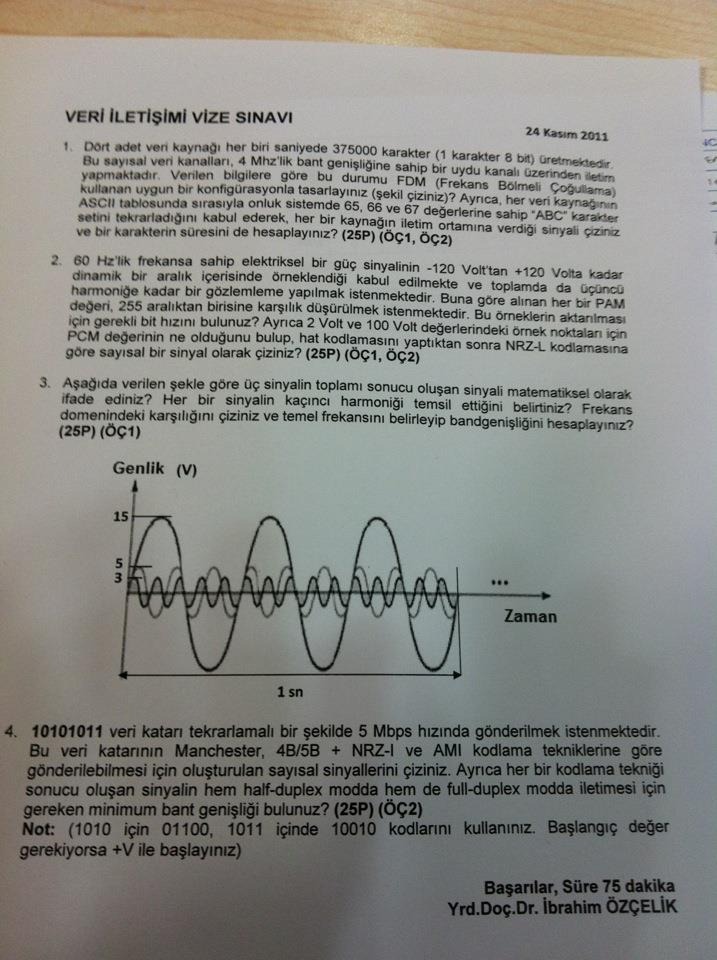 VERİ İLETİŞİMİ VİZE SINAVI
24 Kasım 2011
1. Dört adet veri kaynağı her biri saniyede 375000 karakter (1 karakter 8 bit) üretmektedir.
Bu sayısal veri kanalları, 4 Mhz'lik bant genişliğine sahip bir uydu kanalı üzerinden iletim
yapmaktadır. Verilen bilgilere göre bu durumu FDM (Frekans Bölmeli Çoğullama)
kullanan uygun bir konfigürasyonla tasarlayınız (şekil çiziniz)? Ayrıca, her veri kaynağının
ASCII tablosunda sırasıyla onluk sistemde 65, 66 ve 67 değerlerine sahip "ABC" karakter
setini tekrarladığını kabul ederek, her bir kaynağın iletim ortamına verdiği sinyali çiziniz
ve bir karakterin süresini de hesaplayınız? (25P) (ÖÇ1, ÖÇ2)
2. 60 Hz'lik frekansa sahip elektriksel bir güç sinyalinin -120 Volt'tan +120 Volta kadar
dinamik bir aralık içerisinde örneklendiği kabul edilmekte ve toplamda da üçüncü
harmoniğe kadar bir gözlemleme yapılmak istenmektedir. Buna göre alınan her bir PAM
değeri, 255 aralıktan birisine karşılık düşürülmek istenmektedir. Bu örneklerin aktarılması
için gerekli bit hızını bulunuz? Ayrıca 2 Volt ve 100 Volt değerlerindeki örnek noktaları için
PCM değerinin ne olduğunu bulup, hat kodlamasını yaptıktan sonra NRZ-L kodlamasına
göre sayısal bir sinyal olarak çiziniz? (25P) (ÖÇ1, ÖÇ2)
3. Aşağıda verilen şekle göre üç sinyalin toplamı sonucu oluşan sinyali matematiksel olarak
ifade ediniz? Her bir sinyalin kaçıncı harmoniği temsil ettiğini belirtiniz? Frekans
domenindeki karşılığını çiziniz ve temel frekansını belirleyip bandgenişliğini hesaplayınız?
(25P) (ÖÇ1)
Genlik (V)
15
5
3
...
Zaman
1 sn
4. 10101011 veri katarı tekrarlamalı bir şekilde 5 Mbps hızında gönderilmek istenmektedir.
Bu veri katarının Manchester, 4B/5B + NRZ-I ve AMI kodlama tekniklerine göre
gönderilebilmesi için oluşturulan sayısal sinyallerini çiziniz. Ayrıca her bir kodlama tekniği
sonucu oluşan sinyalin hem half-duplex modda hem de full-duplex modda iletimesi için
gereken minimum bant genişliği bulunuz? (25P) (ÖÇ2)
Not: (1010 için 01100, 1011 içinde 10010 kodlarını kullanınız. Başlangıç değer
gerekiyorsa +V ile başlayınız)
Başarılar, Süre 75 dakika
Yrd.Doç.Dr. İbrahim ÖZÇELİK